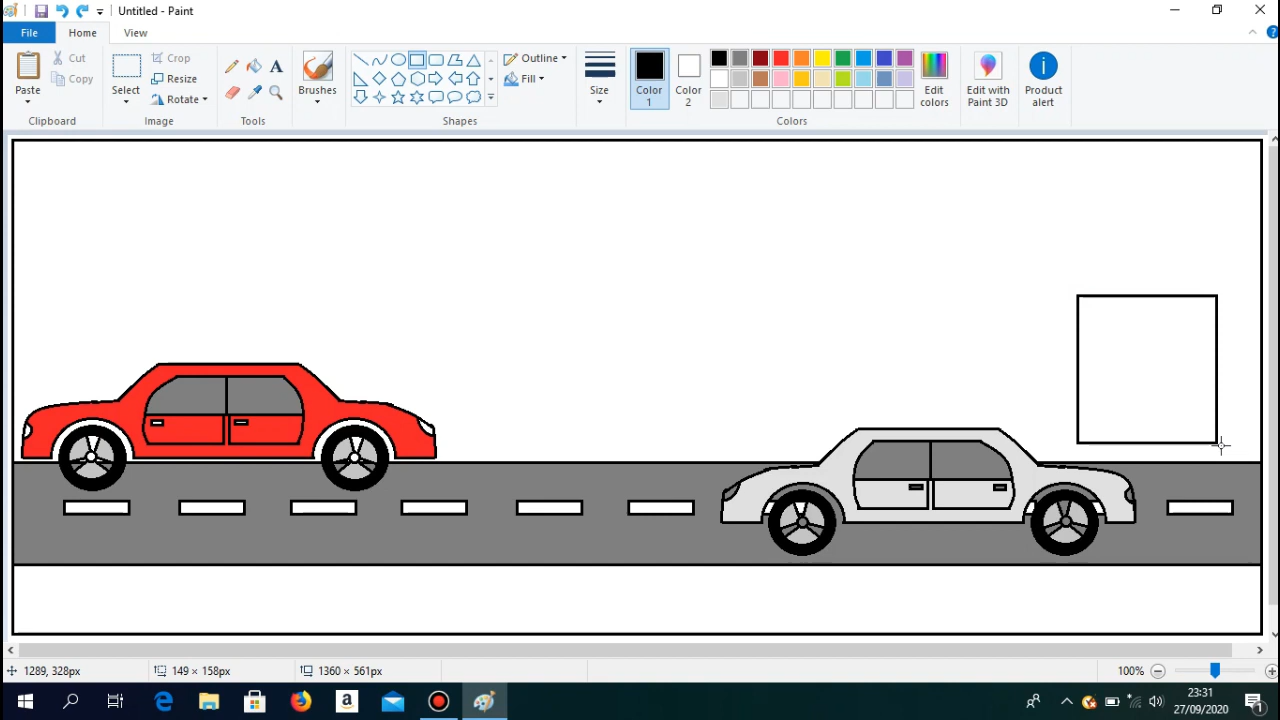 Untitled - Paint
File Home View
Paste Cut Copy Clipboard
Select Crop Resize Rotate Image
A Tools
Brushes
Outline Fill Shapes
Size
Color 1 Color 2 Edit colors Colors
Edit with Paint 3D
Product alert
1289, 328px 149 × 158px 1360 × 561px 100%
23:31
27/09/2020
1